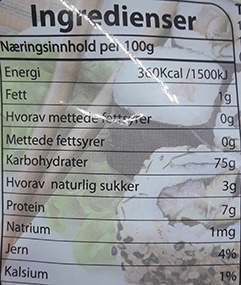 Ingredienser
Næringsinnhold per 100g
Energi 360Kcal /1500kJ
Fett 1g
Hvorav mettede fettsyrer 0g
Mettede fettsyrer 0g
Karbohydrater 75g
Hvorav naturlig sukker 3g
Protein 7g
Natrium 1mg
Jern 4%
Kalsium 1%